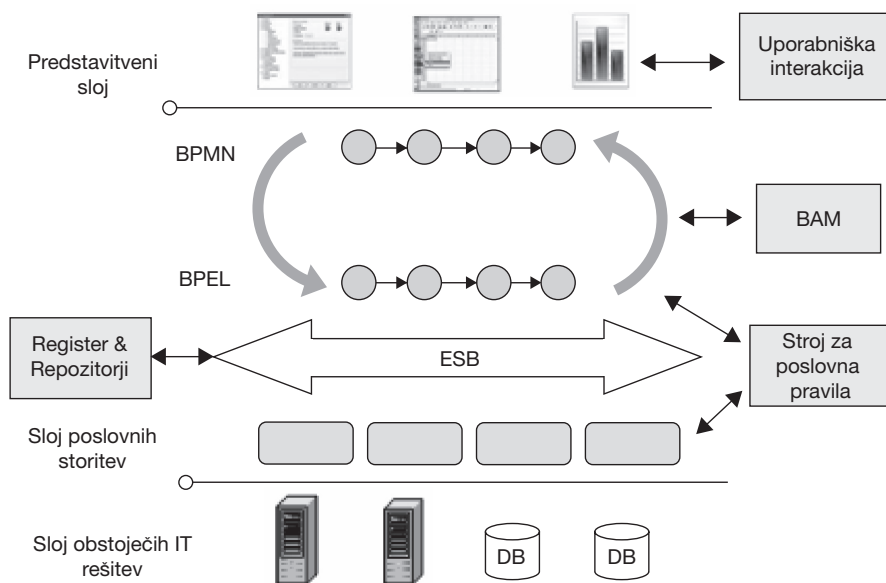 Predstavitveni
sloj
Uporabniška
interakcija
BPMN
BAM
BPEL
Register &
Repozitorji
ESB
Stroj za
poslovna
pravila
Sloj poslovnih
storitev
Sloj obstoječih IT
rešitev
DB
DB